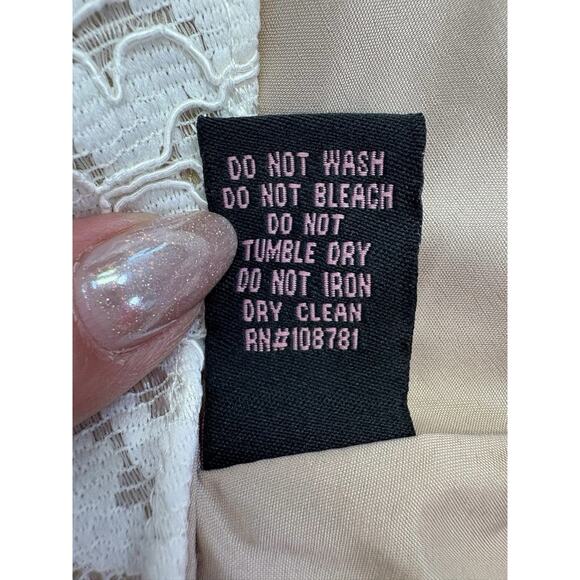 DO NOT WASH
DO NOT BLEACH
DO NOT
TUMBLE DRY
DO NOT IRON
DRY CLEAN
RN#108781